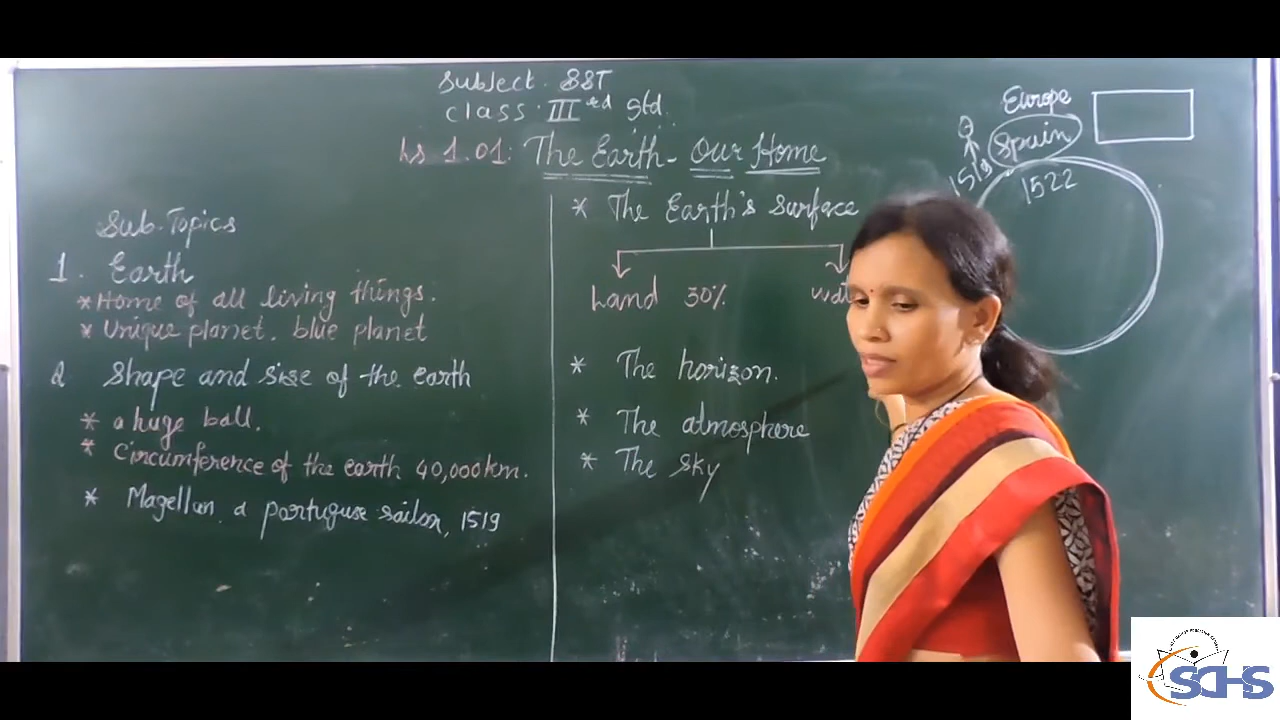 Subject. SST
Class. III rd Std.
Ls 1.01: The Earth - Our Home
Sub-Topics
1. Earth
* Home of all living things.
* Unique planet. blue planet
2 Shape and size of the earth
* a huge ball.
* Circumference of the earth 40,000km.
* Magellan a portuguse sailor, 1519
* The Earth's surface
Land 30%
* The horizon.
* The atmosphere
* The sky
Europe
Spain
1519
1522
SCHS